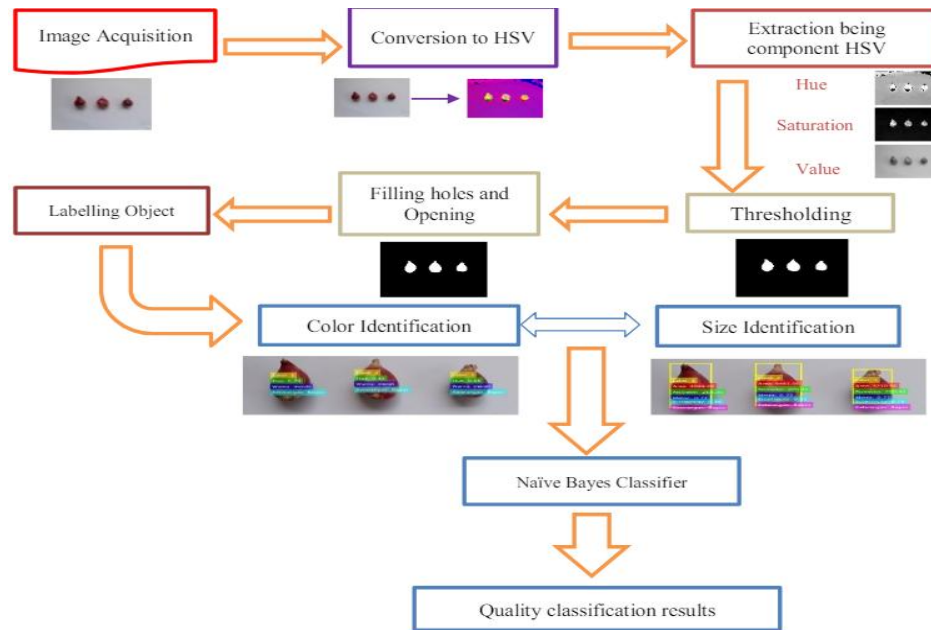 Image Acquisition
Conversion to HSV
Extraction being
component HSV
Hue
Saturation
Value
Labelling Object
Filling holes and
Opening
Thresholding
Color Identification
Size Identification
Naïve Bayes Classifier
Quality classification results